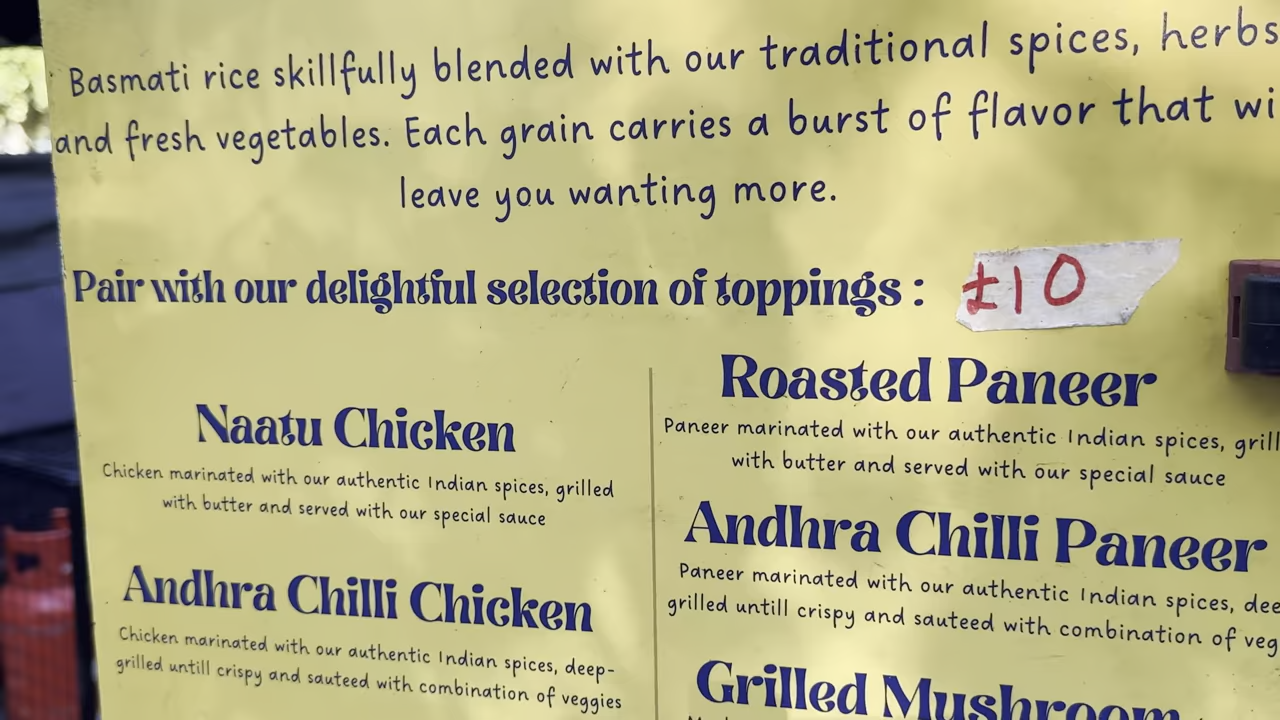 Basmati rice skillfully blended with our traditional spices, herbs
and fresh vegetables. Each grain carries a burst of flavor that wi
leave you wanting more.
Pair with our delightful selection of toppings : £10
Naatu Chicken
Chicken marinated with our authentic Indian spices, grilled
with butter and served with our special sauce
Andhra Chilli Chicken
Chicken marinated with our authentic Indian spices, deep-
grilled untill crispy and sauteed with combination of veggies
Roasted Paneer
Paneer marinated with our authentic Indian spices, grill
with butter and served with our special sauce
Andhra Chilli Paneer
Paneer marinated with our authentic Indian spices, dee
grilled untill crispy and sauteed with combination of veg
Grilled Mushroom